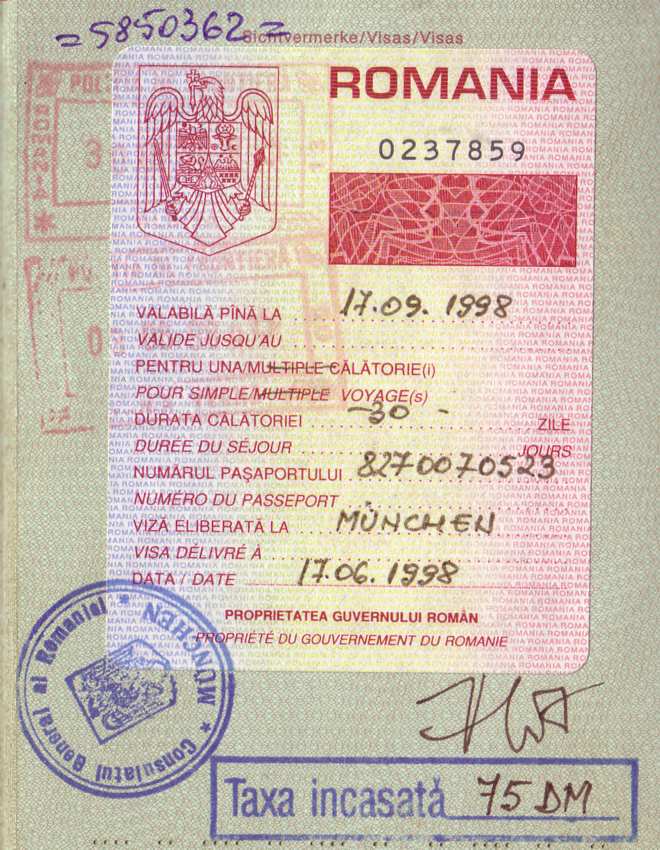 =5850362=
Sichtvermerke/Visas/Visas
ROMANIA
0237859
VALABILĂ PÎNĂ LA 17.09.1998
VALIDE JUSQU'AU
PENTRU UNA/MULTIPLE CĂLĂTORIE(i)
POUR SIMPLE/MULTIPLE VOYAGE(s)
DURATA CĂLĂTORIEI -30- ZILE
DURÉE DU SÉJOUR JOURS
NUMĂRUL PAŞAPORTULUI 8270070523
NUMÉRO DU PASSEPORT
VIZĂ ELIBERATĂ LA MÜNCHEN
VISA DÉLIVRÉ À
DATA / DATE 17.06.1998
PROPRIETATEA GUVERNULUI ROMÂN
PROPRIÉTÉ DU GOUVERNEMENT DU ROMANIE
* Consulatul General al Romaniei * MÜNCHEN
Taxa incasată 75 DM